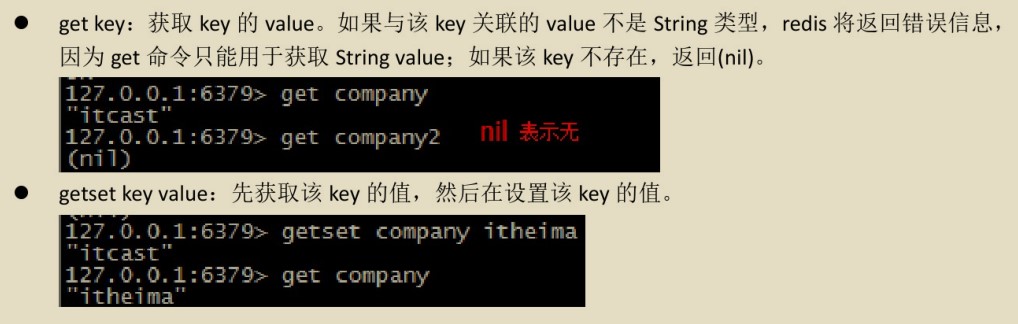 ● get key：获取 key 的 value。如果与该 key 关联的 value 不是 String 类型，redis 将返回错误信息，
因为 get 命令只能用于获取 String value；如果该 key 不存在，返回(nil)。
127.0.0.1:6379> get company
"itcast"
127.0.0.1:6379> get company2 nil 表示无
(nil)
● getset key value：先获取该 key 的值，然后在设置该 key 的值。
127.0.0.1:6379> getset company itheima
"itcast"
127.0.0.1:6379> get company
"itheima"